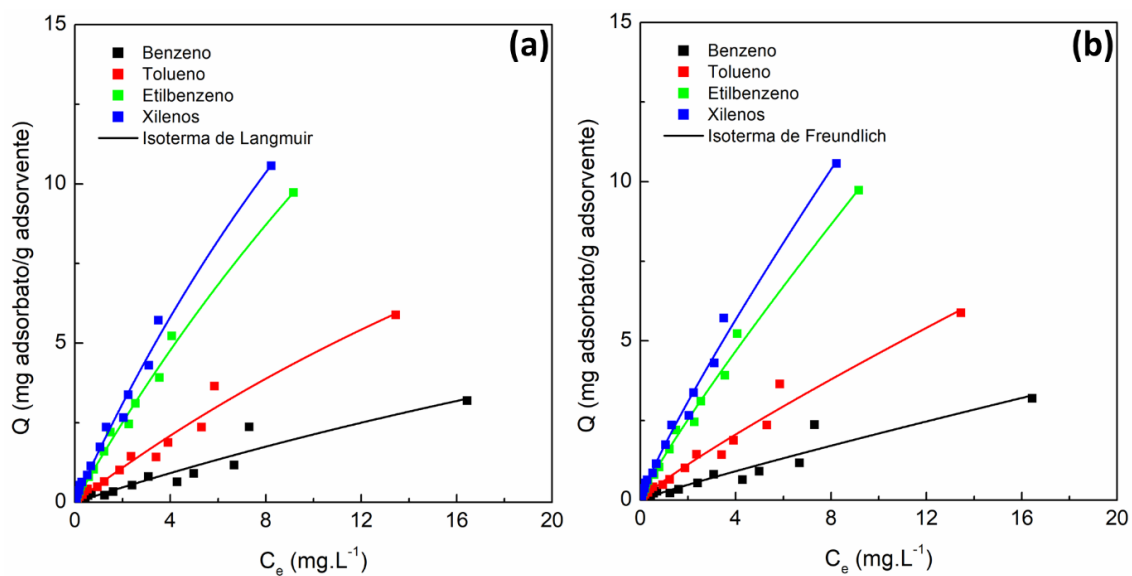 (a)
Benzeno
Tolueno
Etilbenzeno
Xilenos
Isoterma de Langmuir
Q (mg adsorbato/g adsorvente)
15
10
5
0
0 4 8 12 16 20
Cₑ (mg.L⁻¹)
(b)
Benzeno
Tolueno
Etilbenzeno
Xilenos
Isoterma de Freundlich
Q (mg adsorbato/g adsorvente)
15
10
5
0
0 4 8 12 16 20
Cₑ (mg.L⁻¹)